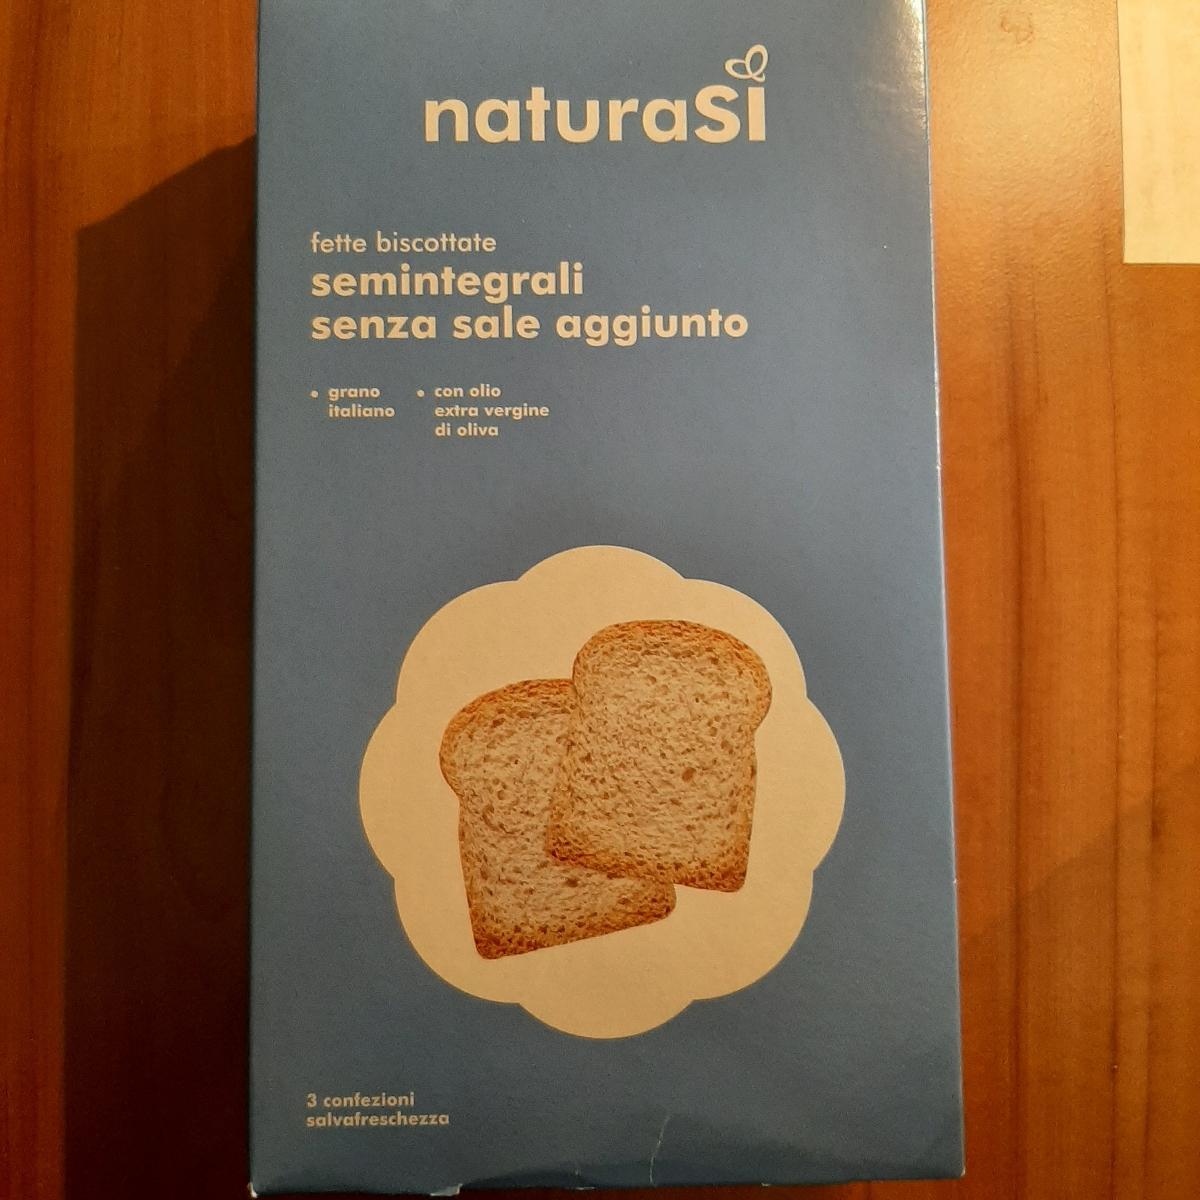 naturaSì
fette biscottate
semintegrali
senza sale aggiunto
• grano
italiano
• con olio
extra vergine
di oliva
3 confezioni
salvafreschezza